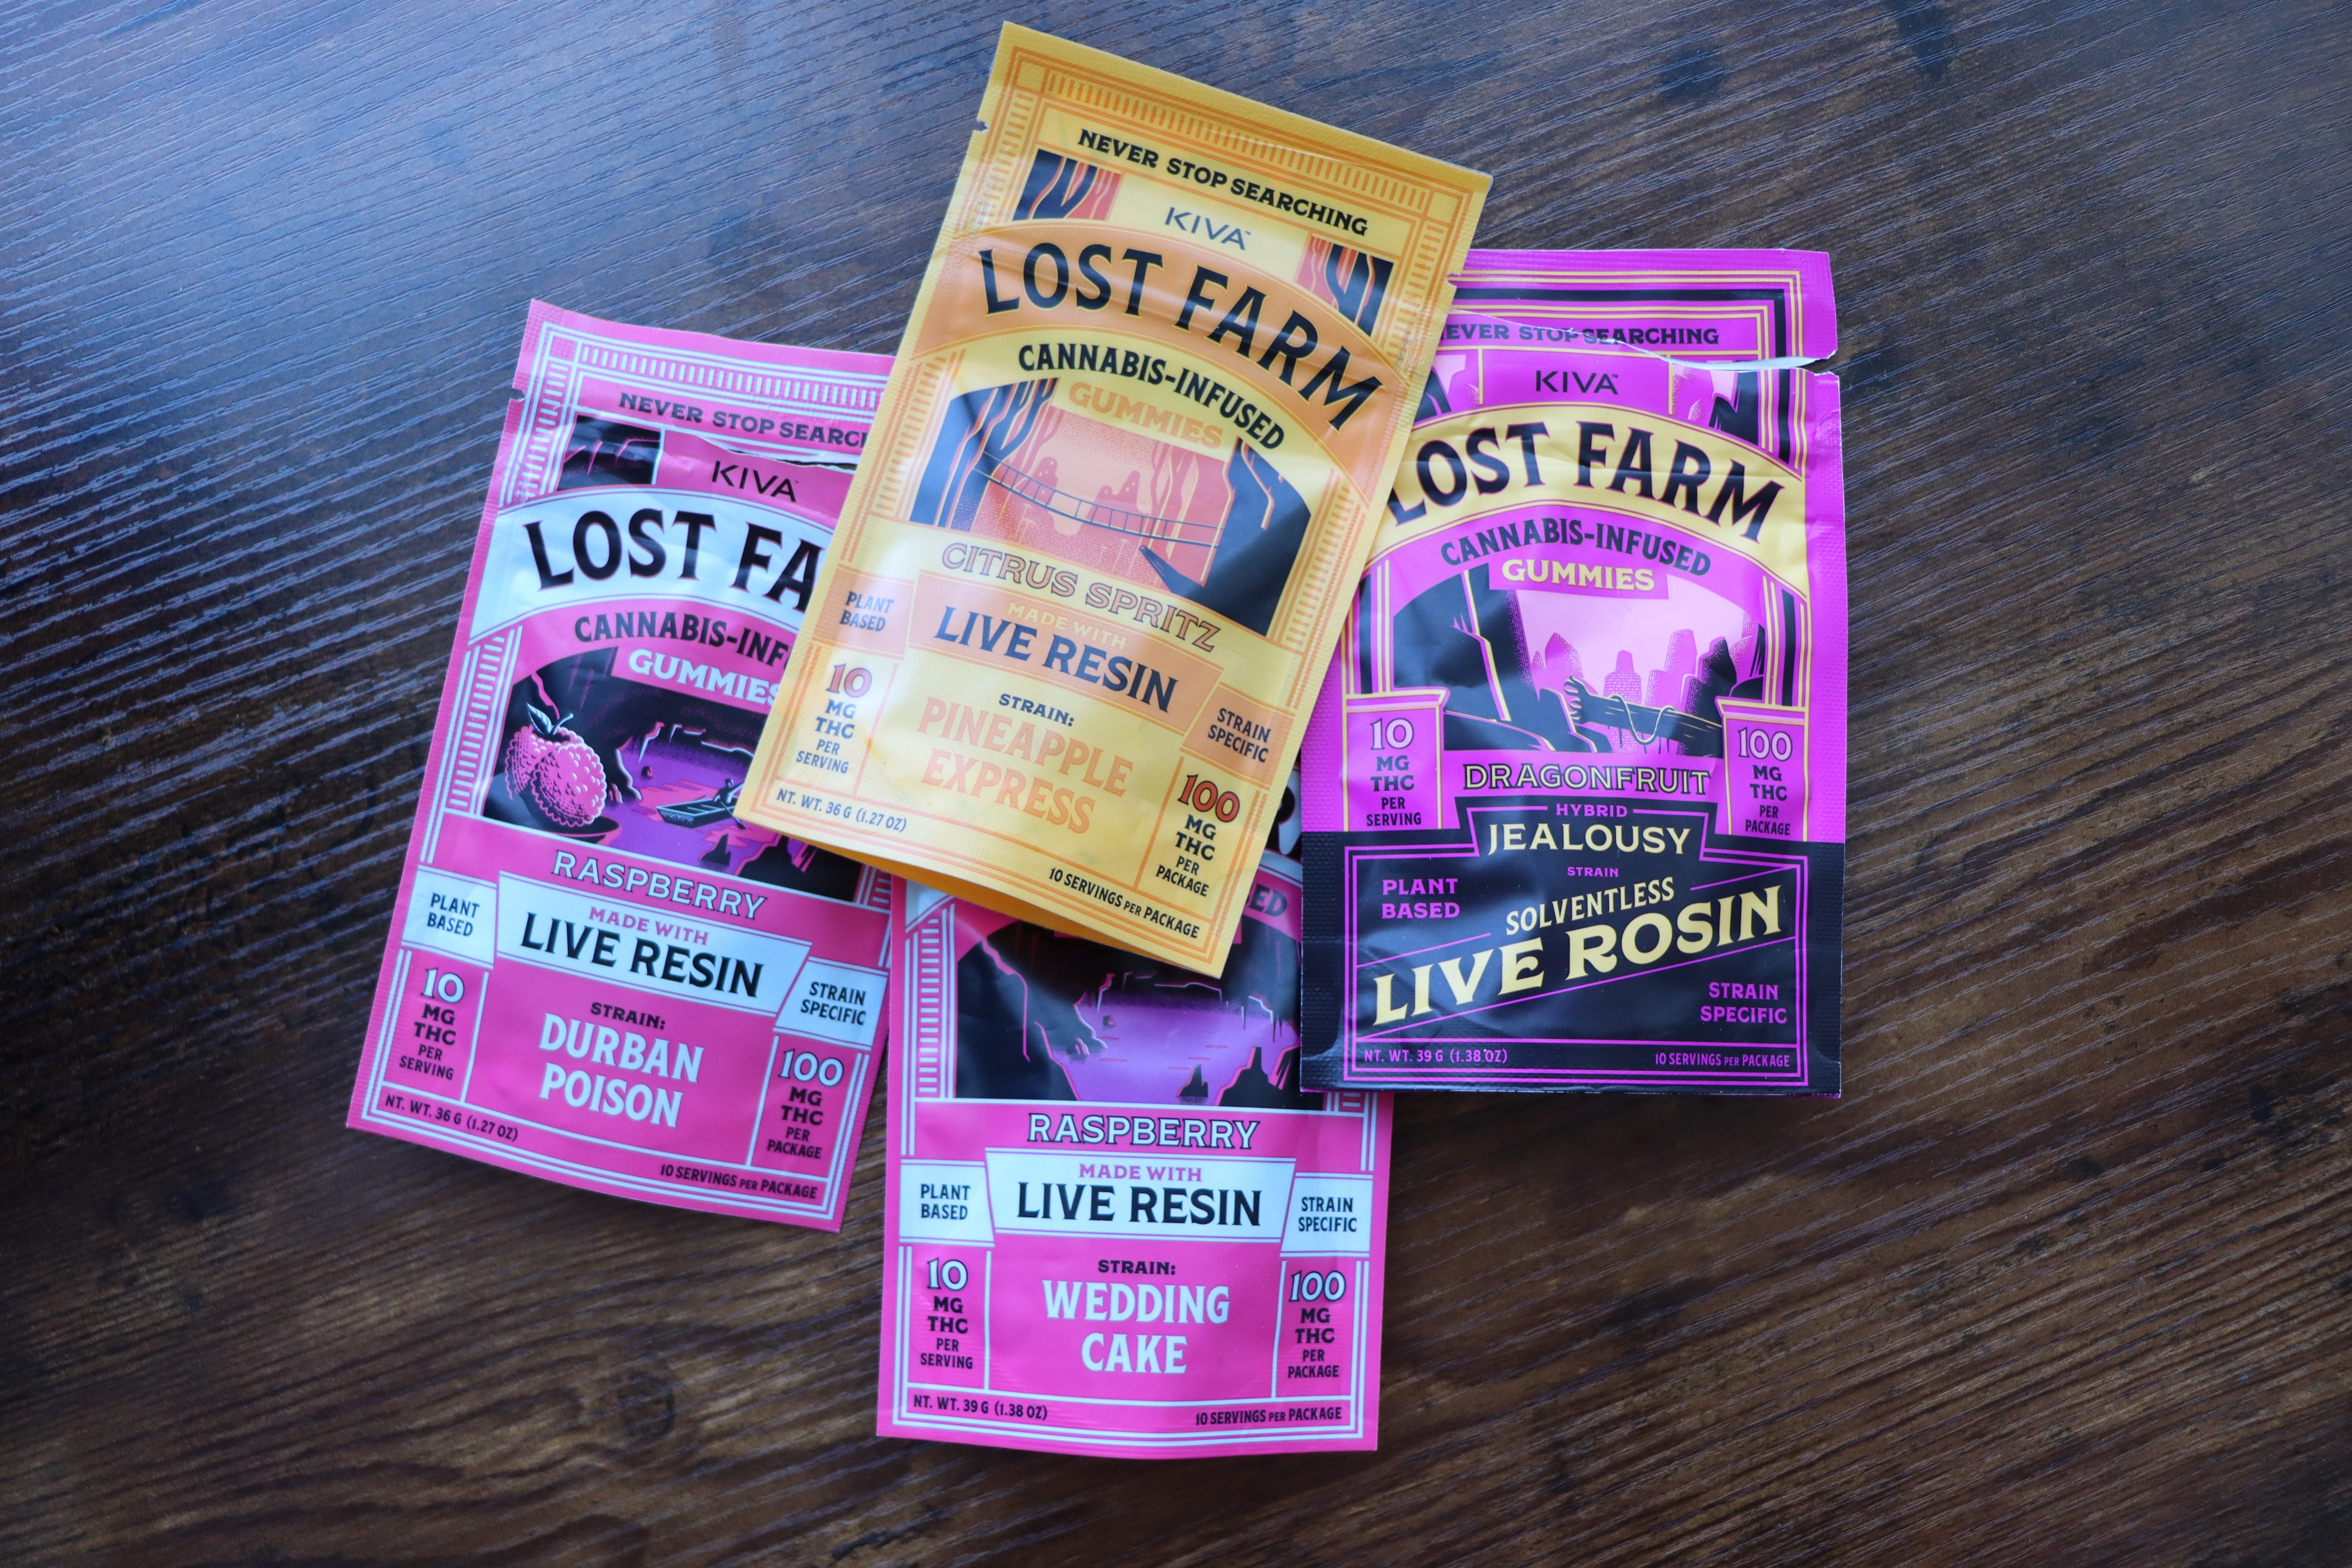 NEVER STOP SEARCHING
KIVA™
LOST FARM
CANNABIS-INFUSED
GUMMIES
CITRUS SPRITZ
PLANT
BASED
MADE WITH
LIVE RESIN
STRAIN
SPECIFIC
10
MG
THC
PER
SERVING
STRAIN:
PINEAPPLE
EXPRESS
100
MG
THC
PER
PACKAGE
NT. WT. 36 G (1.27 OZ)
10 SERVINGS PER PACKAGE
NEVER STOP SEARC
KIVA
LOST FA
CANNABIS-INF
GUMMIES
RASPBERRY
PLANT
BASED
MADE WITH
LIVE RESIN
STRAIN
SPECIFIC
10
MG
THC
PER
SERVING
STRAIN:
DURBAN
POISON
100
MG
THC
PER
PACKAGE
NT. WT. 36 G (1.27 OZ)
10 SERVINGS PER PACKAGE
EVER STOP SEARCHING
KIVA™
LOST FARM
CANNABIS-INFUSED
GUMMIES
10
MG
THC
PER
SERVING
100
MG
THC
PER
PACKAGE
DRAGONFRUIT
HYBRID
JEALOUSY
STRAIN
PLANT
BASED
SOLVENTLESS
LIVE ROSIN
STRAIN
SPECIFIC
NT. WT. 39 G (1.38 OZ)
10 SERVINGS PER PACKAGE
ED
RASPBERRY
PLANT
BASED
MADE WITH
LIVE RESIN
STRAIN
SPECIFIC
10
MG
THC
PER
SERVING
STRAIN:
WEDDING
CAKE
100
MG
THC
PER
PACKAGE
NT. WT. 39 G (1.38 OZ)
10 SERVINGS PER PACKAGE